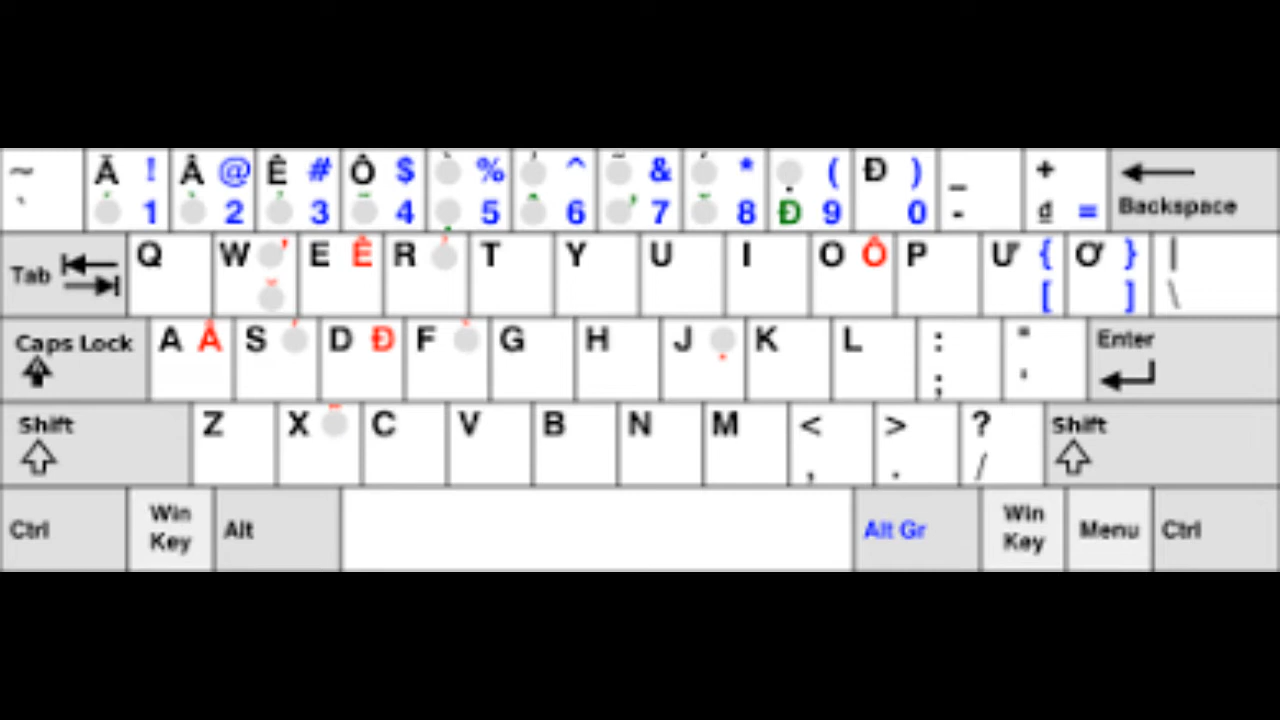 ~ Ă ! Â @ Ê # Ô $ % ^ & * ( Đ ) _ +
` 1 2 3 4 5 6 7 8 Đ 9 0 - ₫ = Backspace
Tab Q W E Ê R T Y U I O Ô P Ư { Ơ } |
[ ] \
Caps Lock A Â S D Đ F G H J K L : " Enter
; '
Shift Z X C V B N M < > ? Shift
, . /
Ctrl Win Key Alt Alt Gr Win Key Menu Ctrl